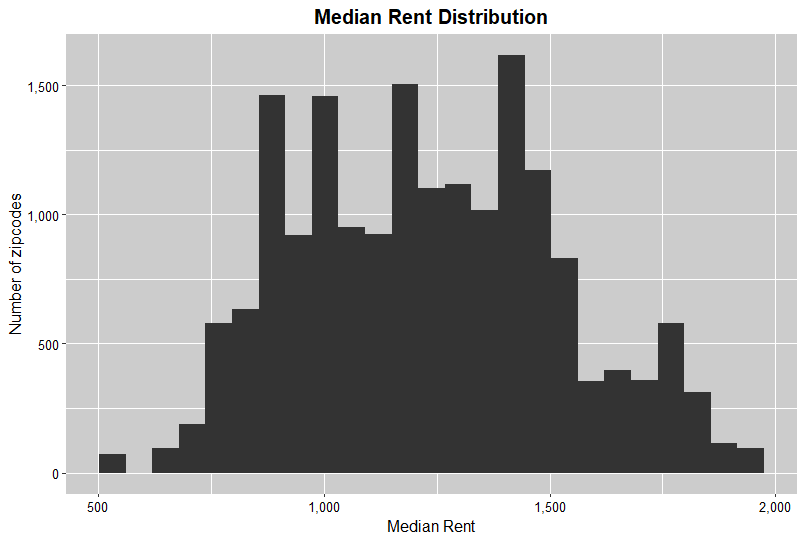 Median Rent Distribution
Number of zipcodes
1,500
1,000
500
0
500
1,000
1,500
2,000
Median Rent